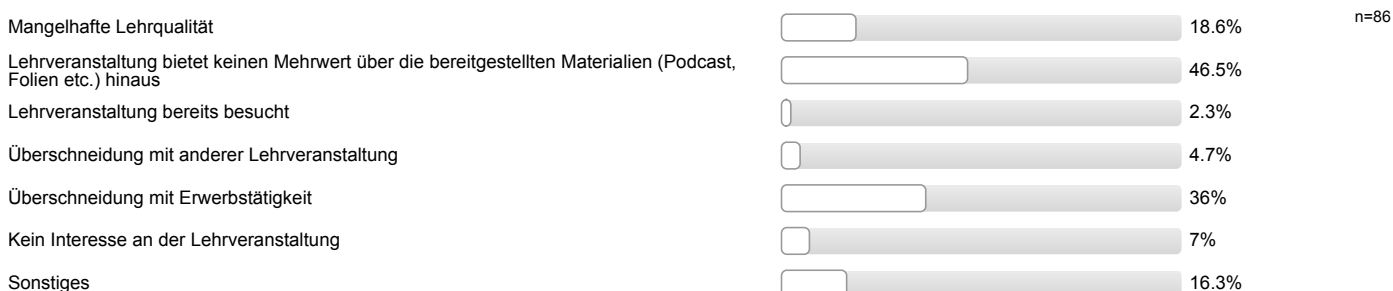 Mangelhafte Lehrqualität 18.6% n=86
Lehrveranstaltung bietet keinen Mehrwert über die bereitgestellten Materialien (Podcast,
Folien etc.) hinaus 46.5%
Lehrveranstaltung bereits besucht 2.3%
Überschneidung mit anderer Lehrveranstaltung 4.7%
Überschneidung mit Erwerbstätigkeit 36%
Kein Interesse an der Lehrveranstaltung 7%
Sonstiges 16.3%